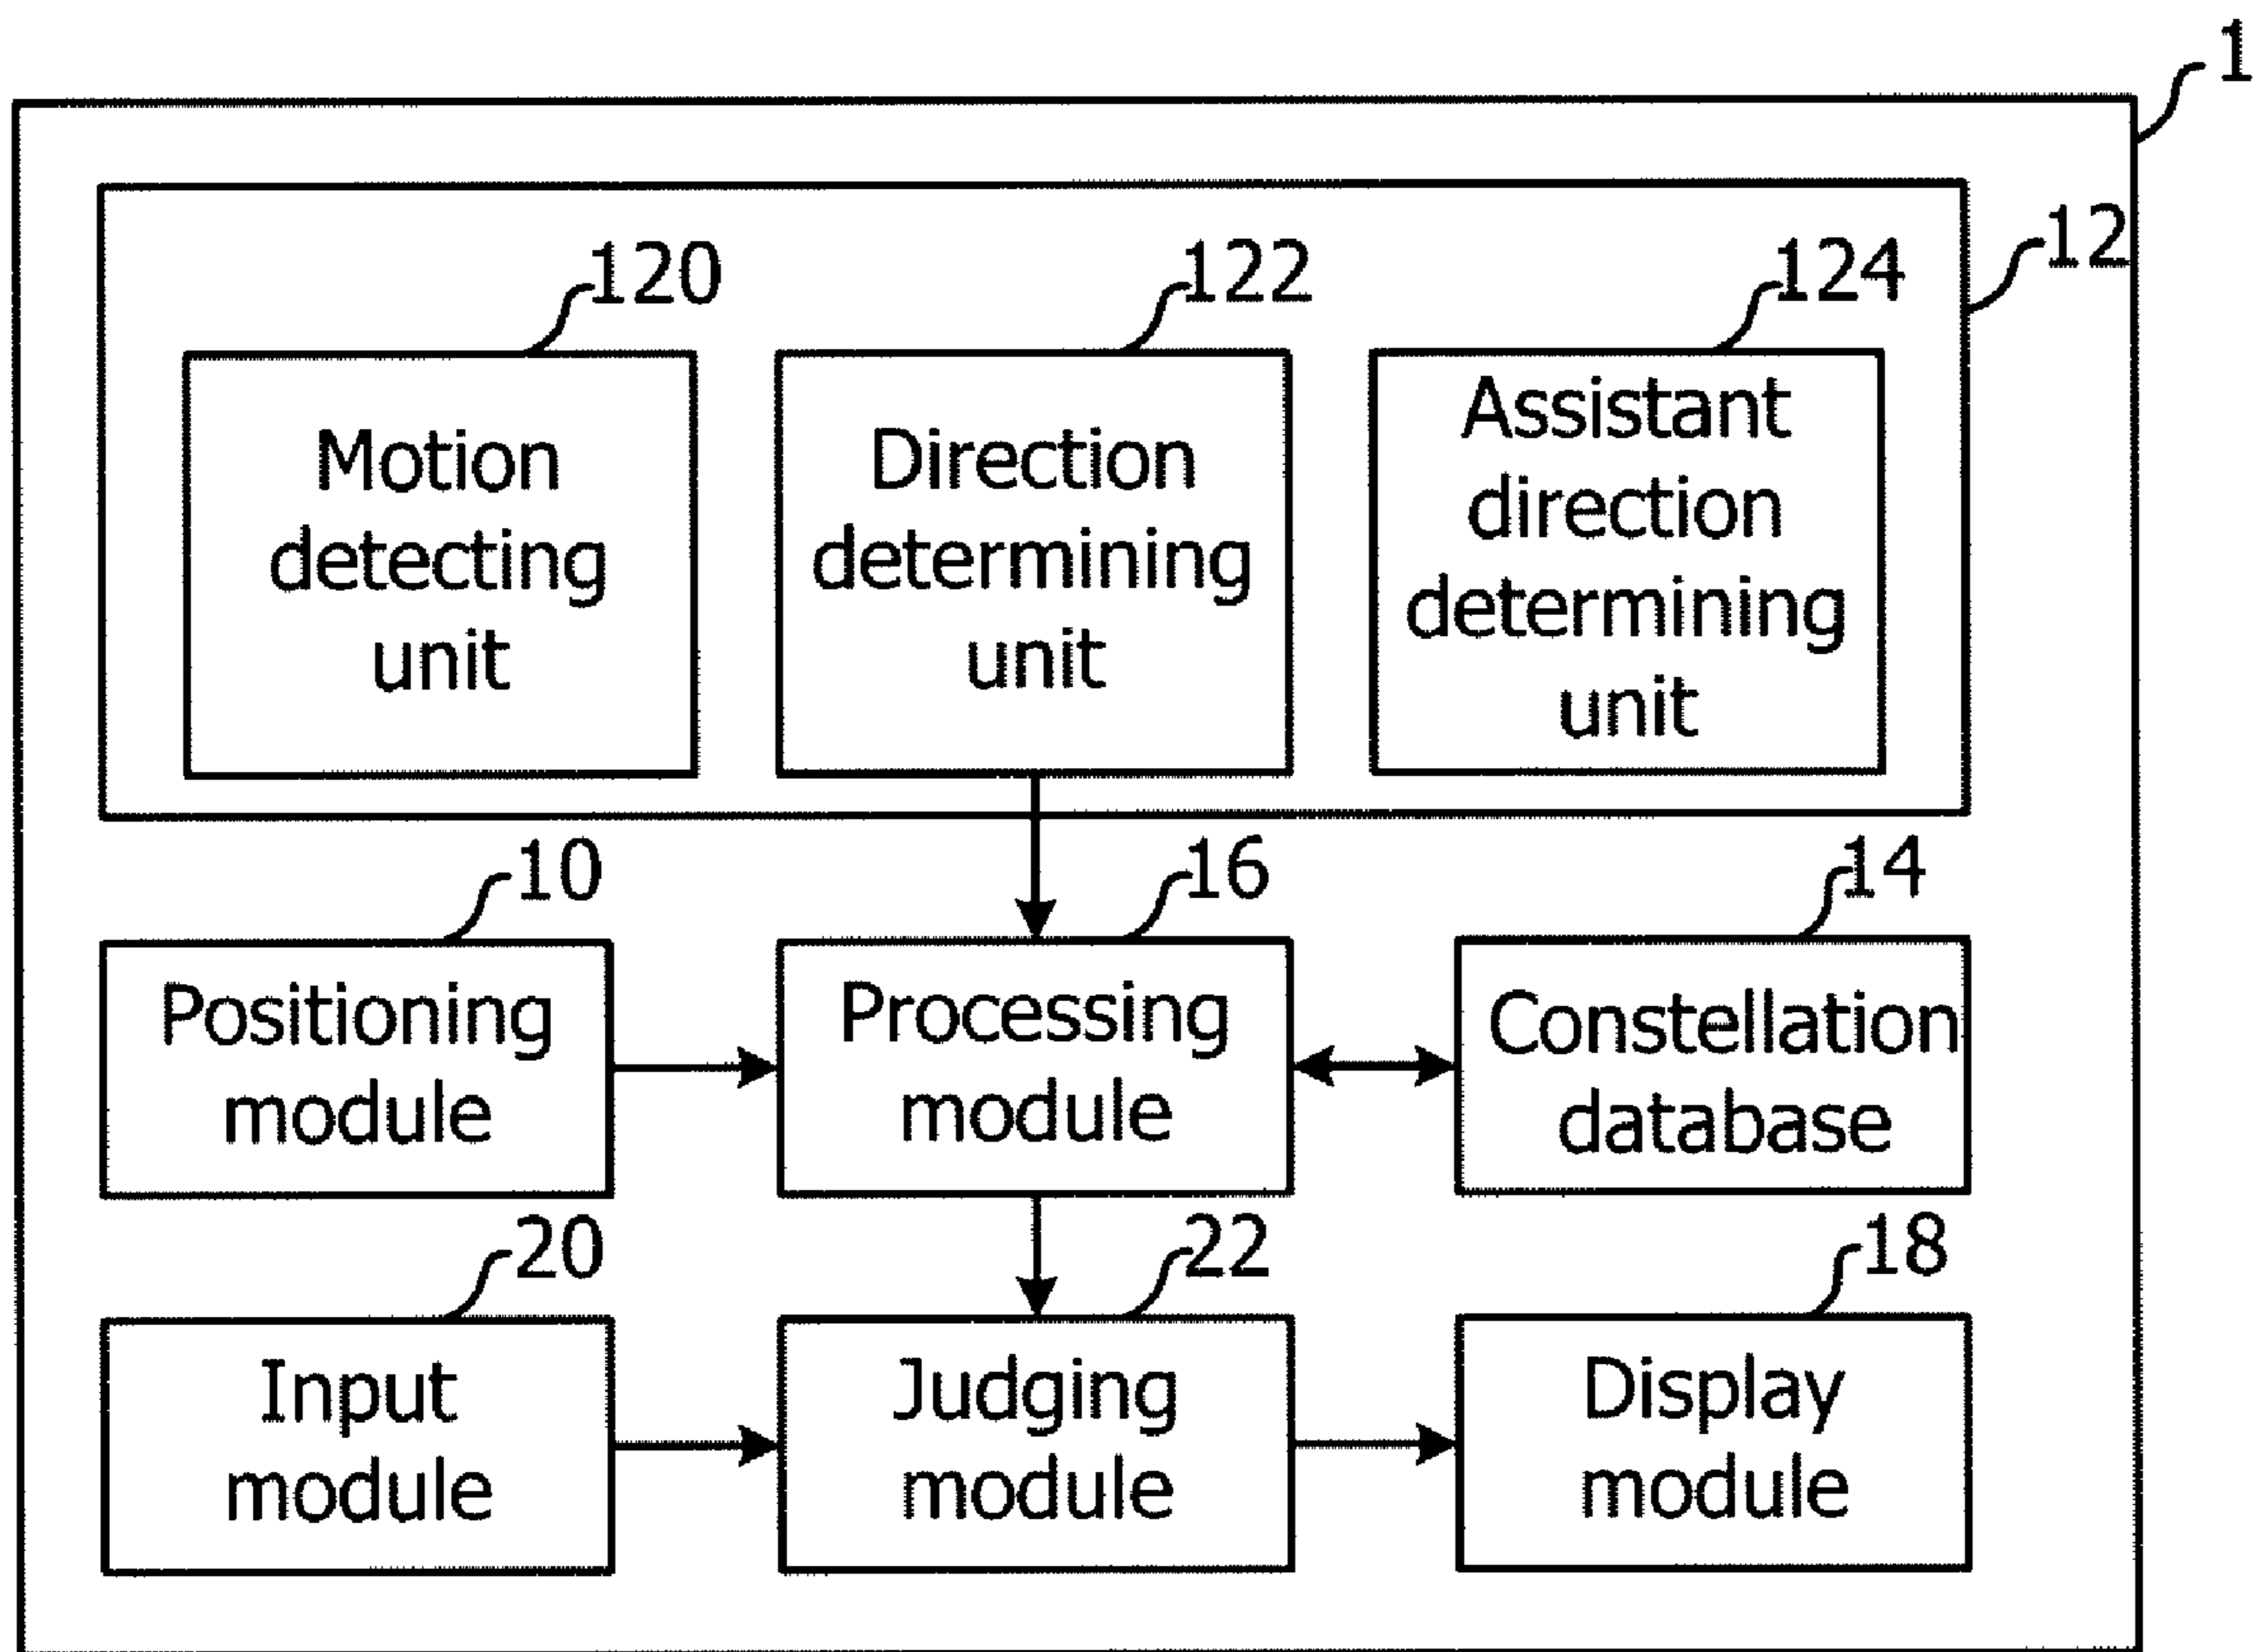 1
12
120
122
124
Motion
detecting
unit
Direction
determining
unit
Assistant
direction
determining
unit
10
16
14
Positioning
module
Processing
module
Constellation
database
20
22
18
Input
module
Judging
module
Display
module